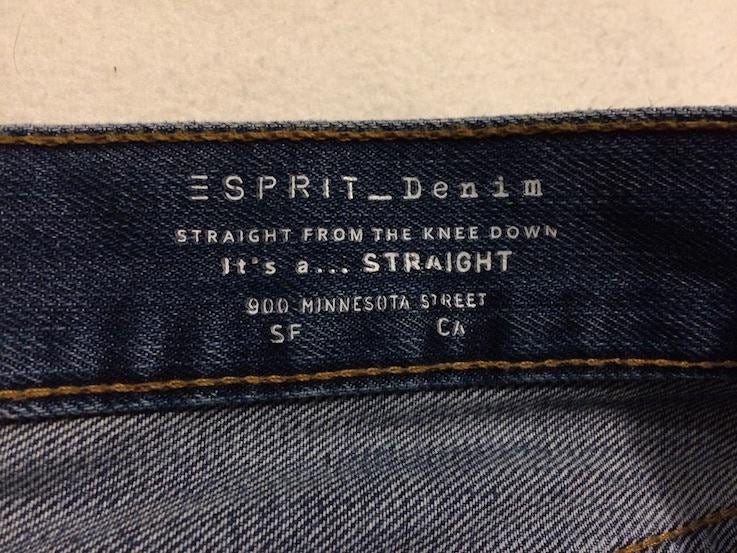 ESPRIT_Denim
STRAIGHT FROM THE KNEE DOWN
It's a... STRAIGHT
900 MINNESOTA STREET
SF CA